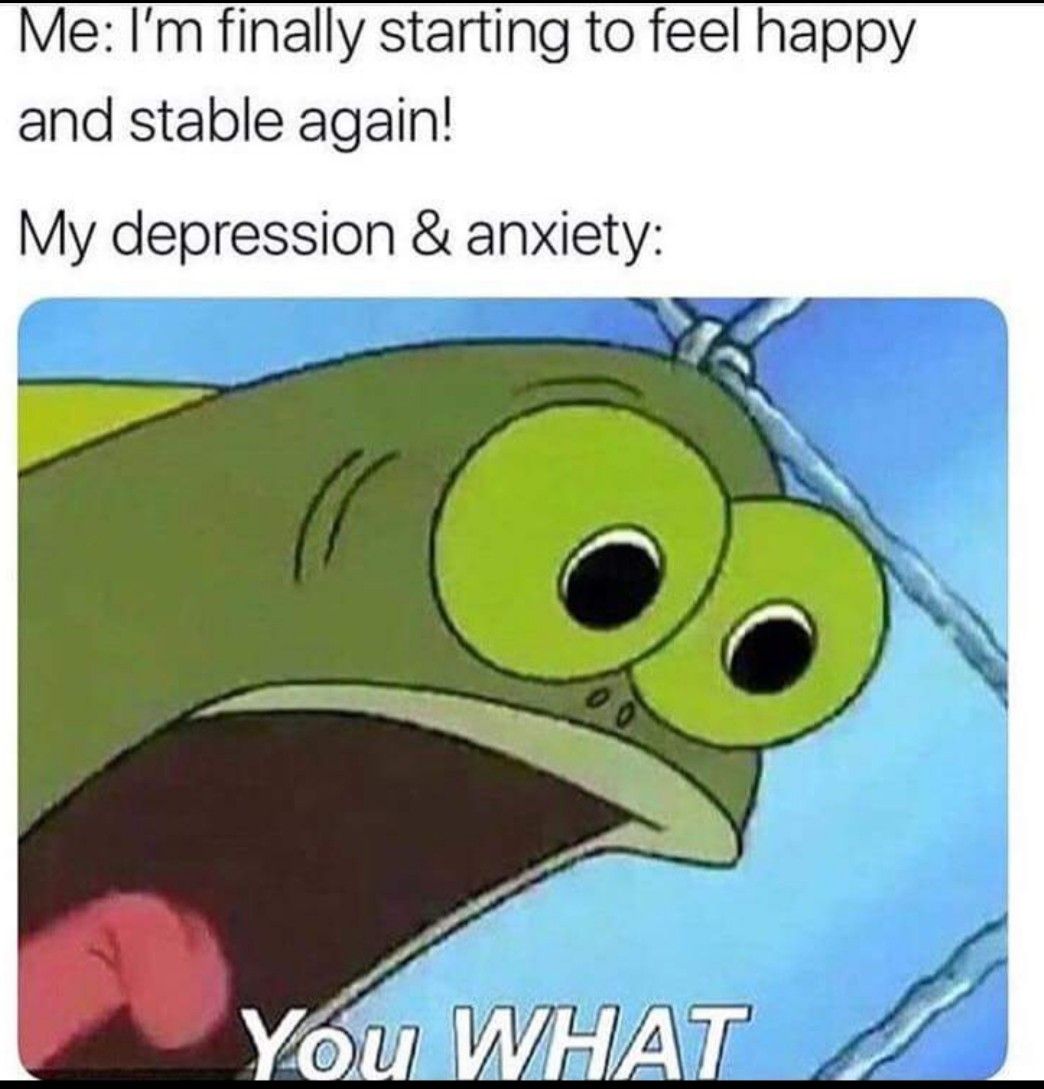 Me: I'm finally starting to feel happy
and stable again!
My depression & anxiety:
You WHAT